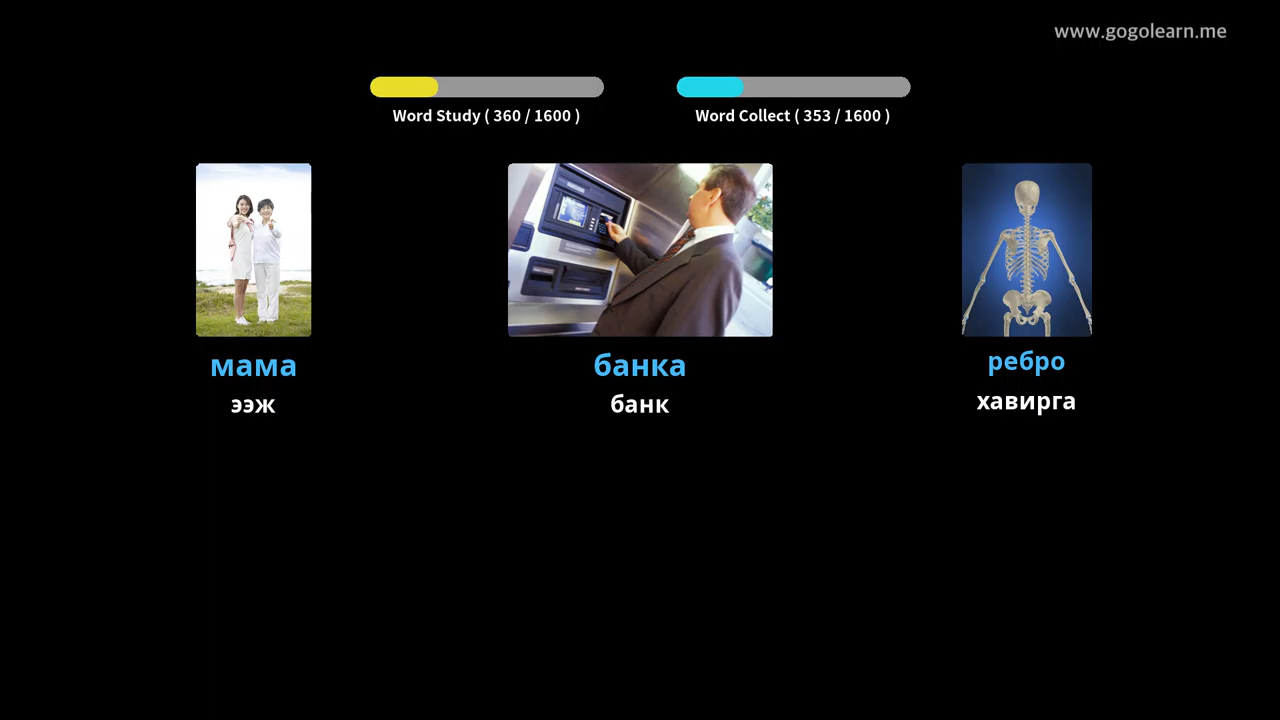 www.gogolearn.me
Word Study ( 360 / 1600 )
Word Collect ( 353 / 1600 )
мама
ээж
банка
банк
ребро
хавирга